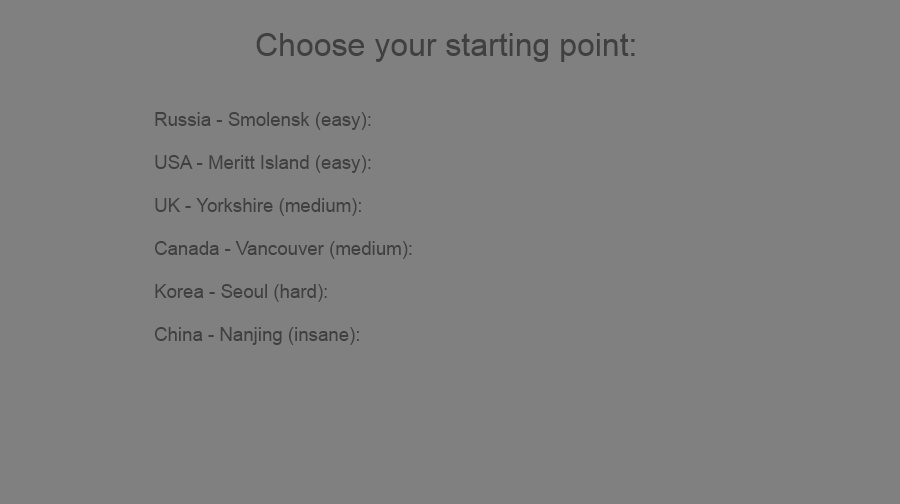 Choose your starting point:
Russia - Smolensk (easy):
USA - Meritt Island (easy):
UK - Yorkshire (medium):
Canada - Vancouver (medium):
Korea - Seoul (hard):
China - Nanjing (insane):